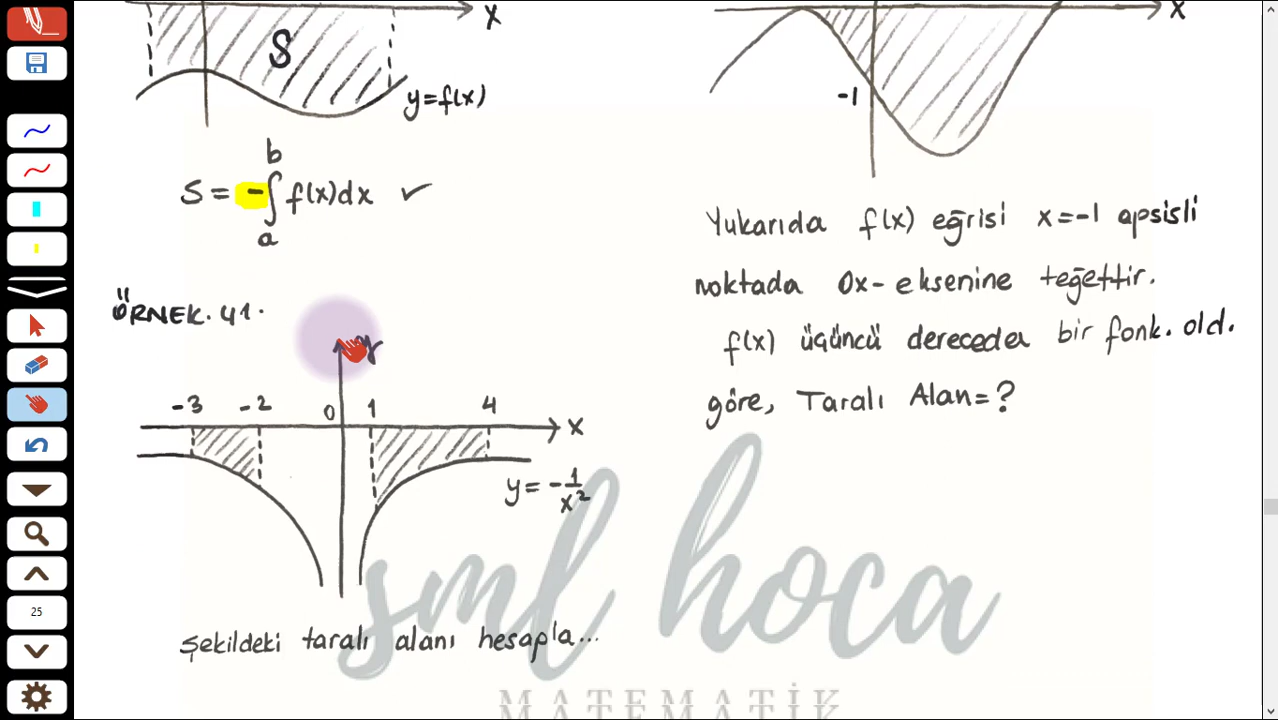 x
S
y=f(x)
S = -∫ f(x)dx ✓
b
a
ÖRNEK. 41.
y
-3 -2 0 1 4
x
y = -1/x²
Şekildeki taralı alanı hesapla...
x
-1
Yukarıda f(x) eğrisi x=-1 apsisli
noktada Ox- eksenine teğettir.
f(x) üçüncü dereceden bir fonk. old.
göre, Taralı Alan=?
sml hoca
MATEMATİK
25